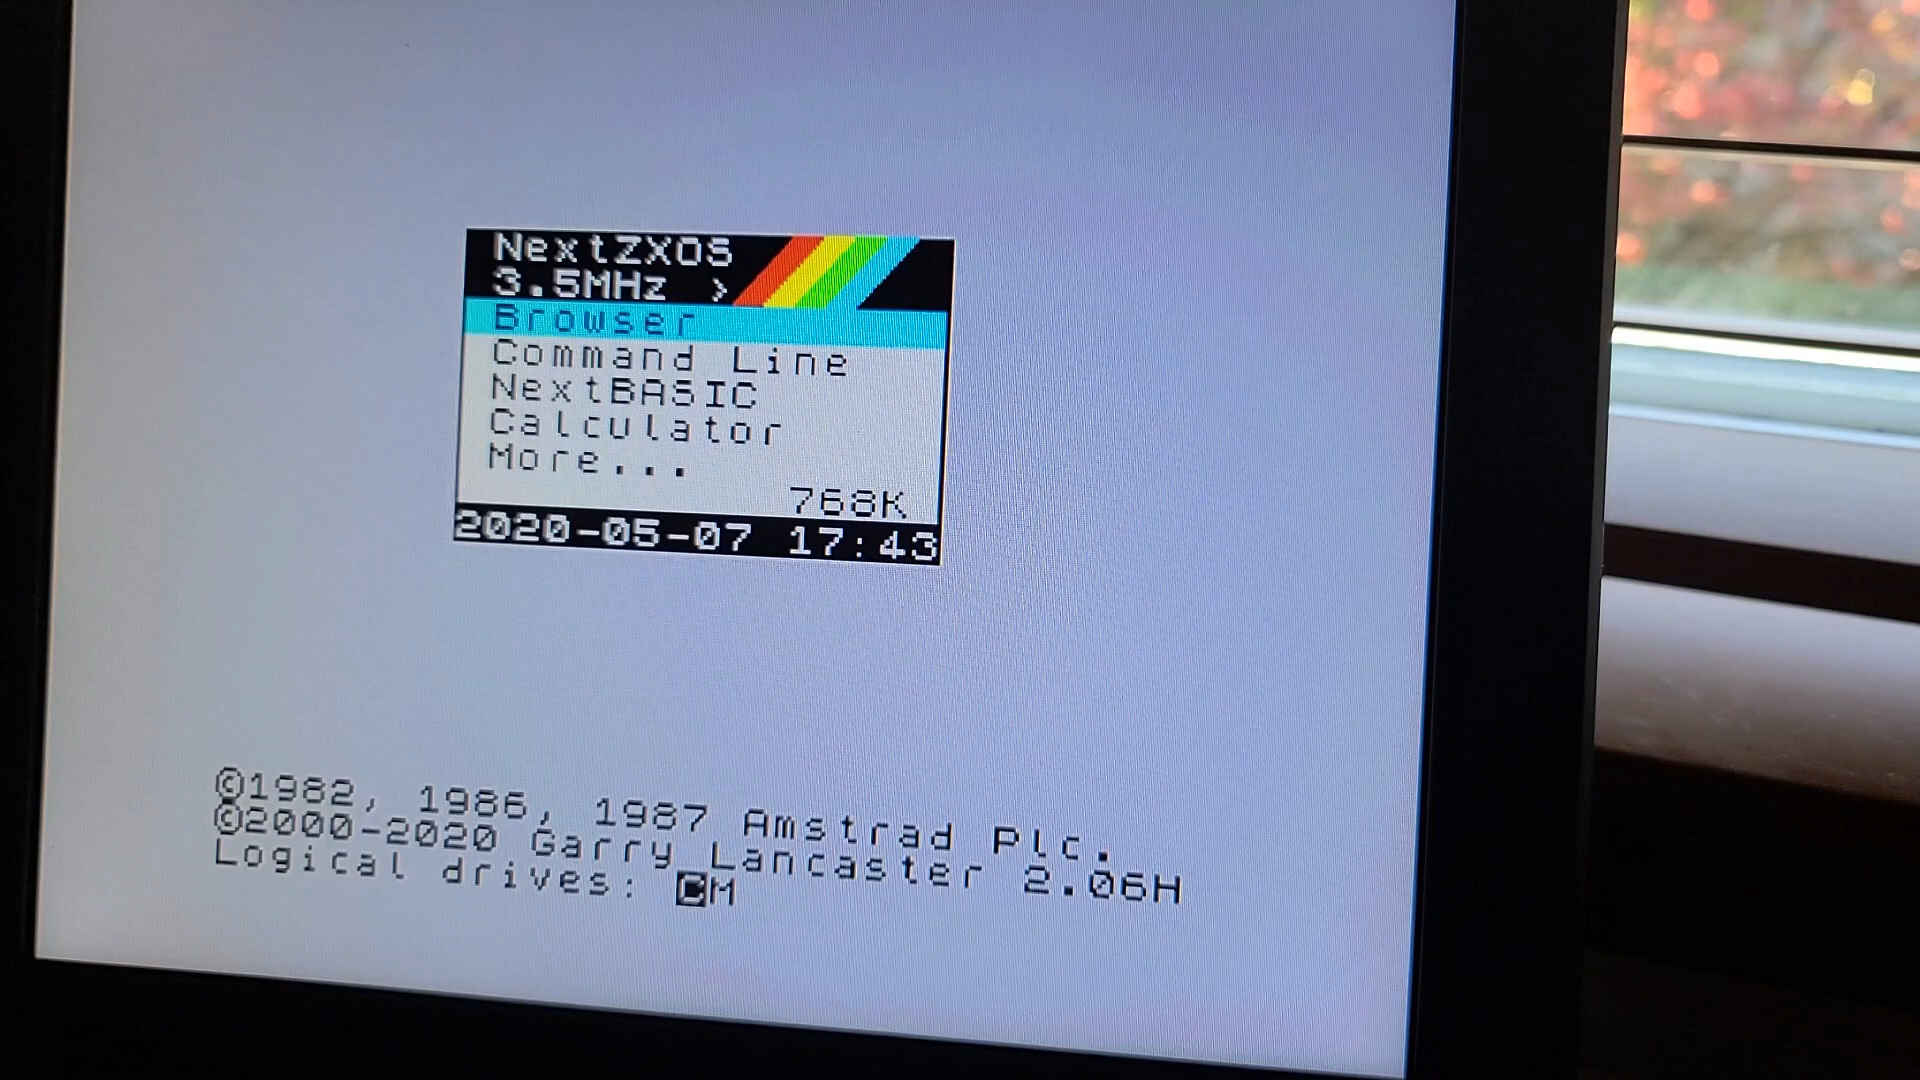 NextZXOS
3.5MHz >
Browser
Command Line
NextBASIC
Calculator
More...
768K
2020-05-07 17:43
©1982, 1986, 1987 Amstrad Plc.
©2000-2020 Garry Lancaster 2.06H
Logical drives: CM